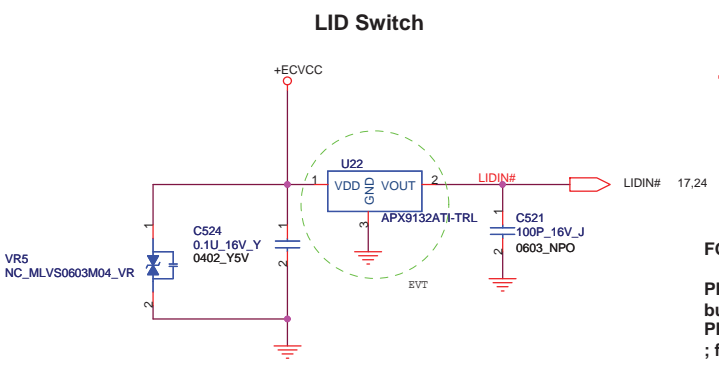 LID Switch
+ECVCC
U22
1 VDD GND VOUT 2
3
LIDIN#
LIDIN# 17,24
APX9132ATI-TRL
1
C524
0.1U_16V_Y
0402_Y5V
2
1
C521
100P_16V_J
0603_NPO
2
1
VR5
NC_MLVS0603M04_VR
2
EVT
; f